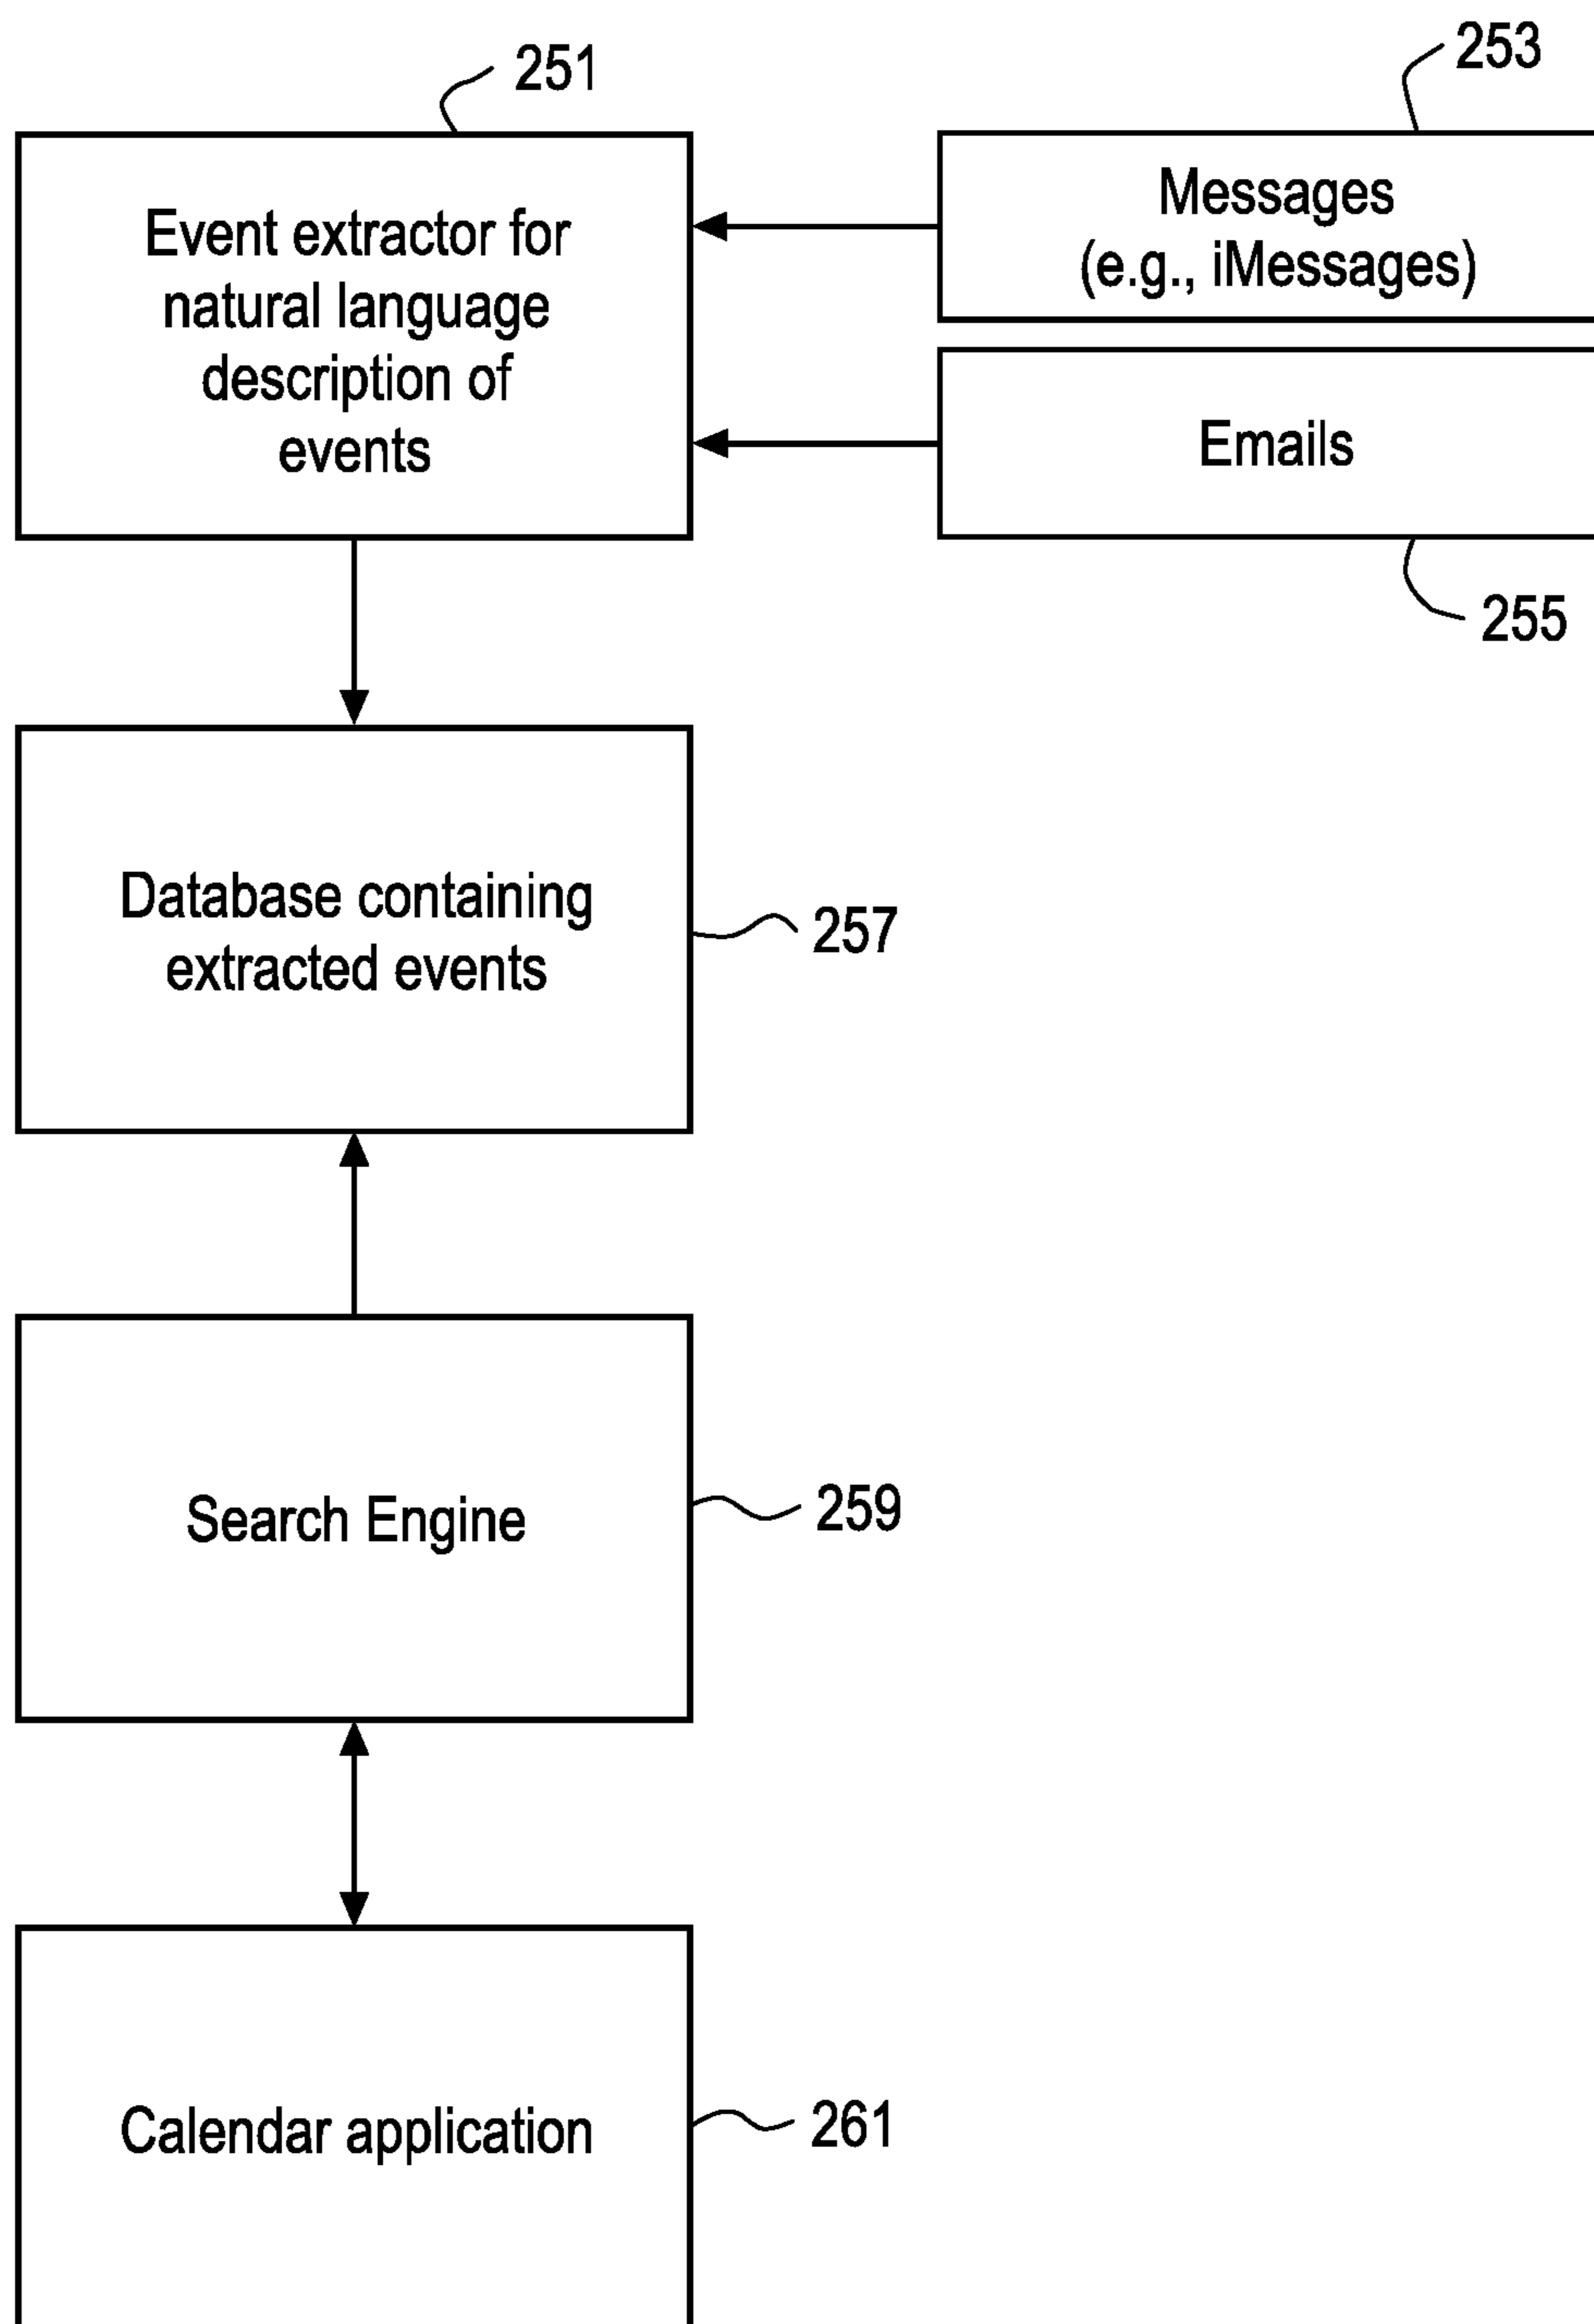 251
253
Event extractor for
natural language
description of
events
Messages
(e.g., iMessages)
Emails
255
Database containing
extracted events
257
Search Engine
259
Calendar application
261